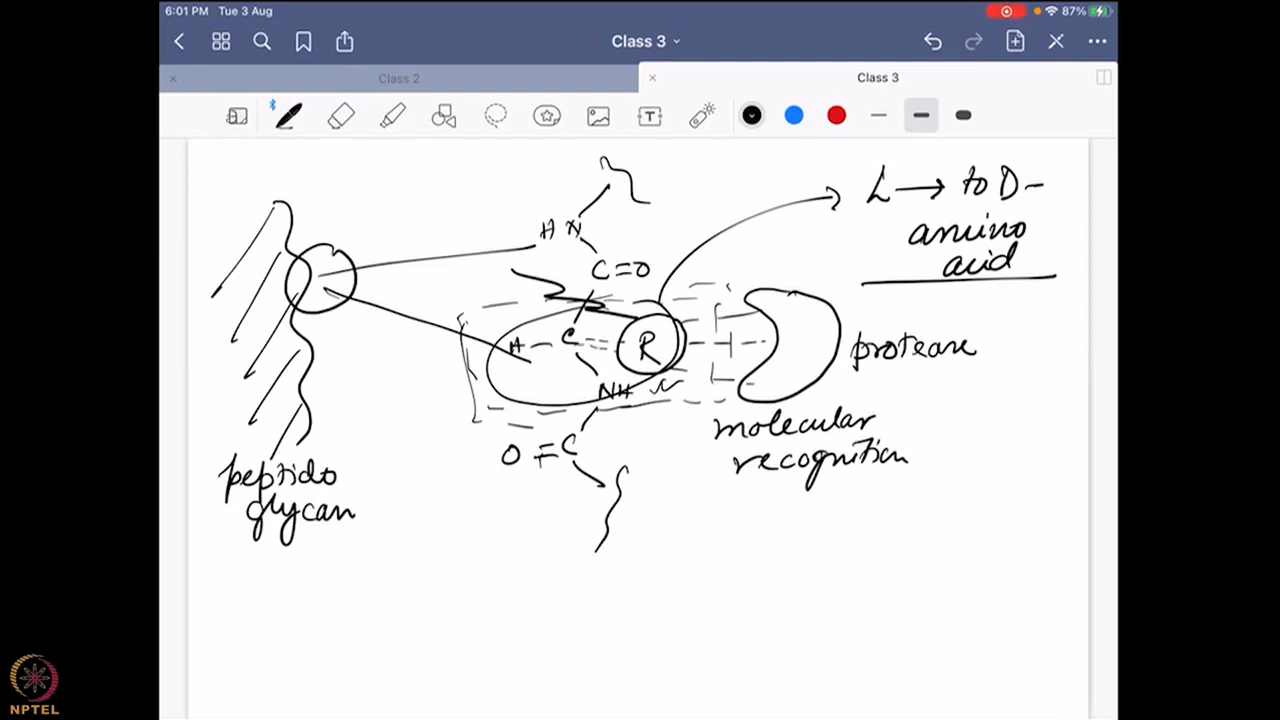 6:01 PM Tue 3 Aug
87%
Class 3
Class 2
Class 3
T
L → to D-
amino
acid
HN
C=O
H - C
R
NH
O = C
protease
molecular
recognition
peptido
glycan
NPTEL